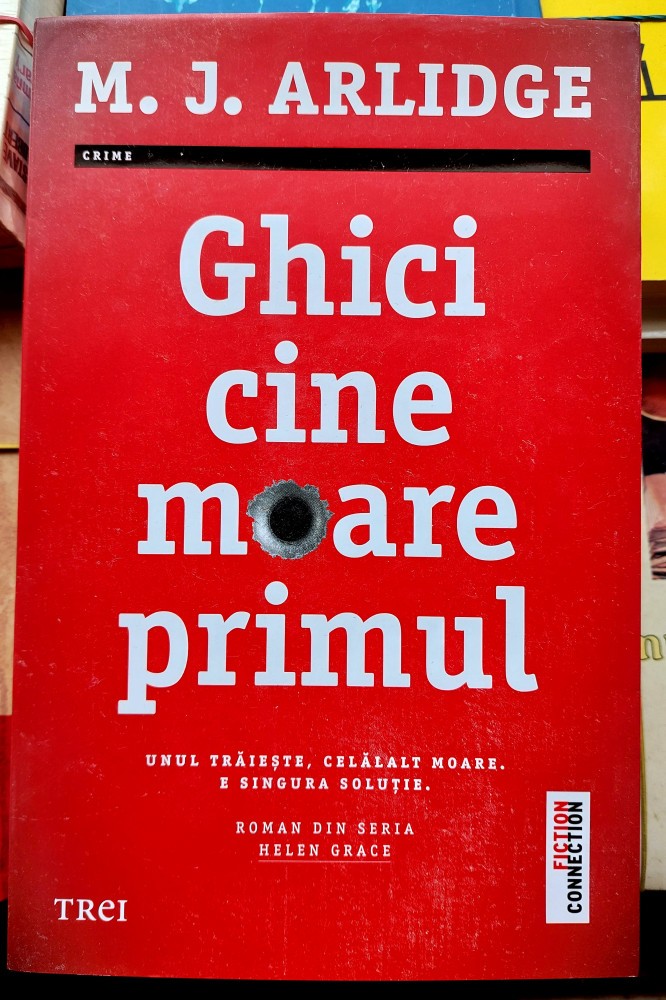 M. J. ARLIDGE
CRIME
Ghici
cine
moare
primul
UNUL TRĂIEȘTE, CELĂLALT MOARE.
E SINGURA SOLUȚIE.
ROMAN DIN SERIA
HELEN GRACE
FICTION
CONNECTION
TREI